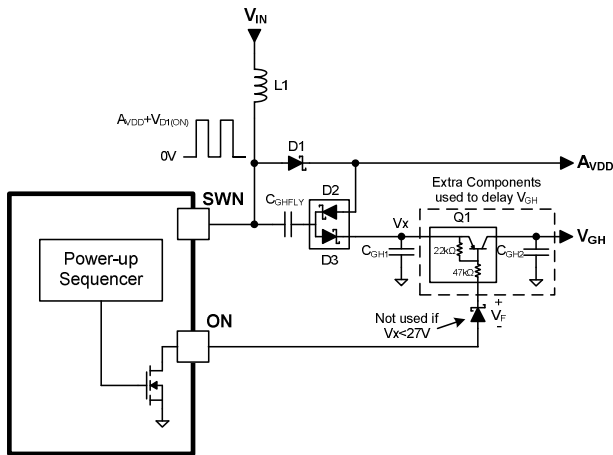 VIN
L1
AVDD+VD1(ON)
0V
D1
AVDD
SWN
CGHFLY
D2
D3
Extra Components
used to delay VGH
Q1
Vx
22kΩ
47kΩ
CGH1
CGH2
VGH
Power-up
Sequencer
Not used if
Vx<27V
+
VF
-
ON